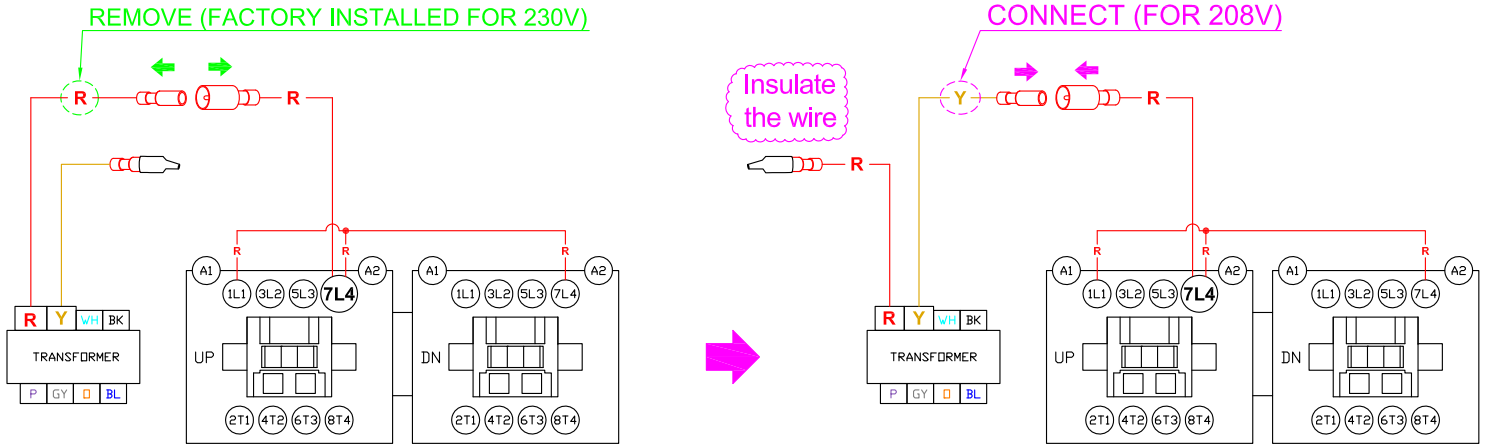 REMOVE (FACTORY INSTALLED FOR 230V)
CONNECT (FOR 208V)
R
R
Insulate
the wire
Y
R
R
R
R
R
R
R
R
A1
A2
A1
A2
A1
A2
A1
A2
1L1
3L2
5L3
7L4
1L1
3L2
5L3
7L4
1L1
3L2
5L3
7L4
1L1
3L2
5L3
7L4
R
Y
WH
BK
R
Y
WH
BK
TRANSFORMER
UP
DN
TRANSFORMER
UP
DN
P
GY
O
BL
P
GY
O
BL
2T1
4T2
6T3
8T4
2T1
4T2
6T3
8T4
2T1
4T2
6T3
8T4
2T1
4T2
6T3
8T4